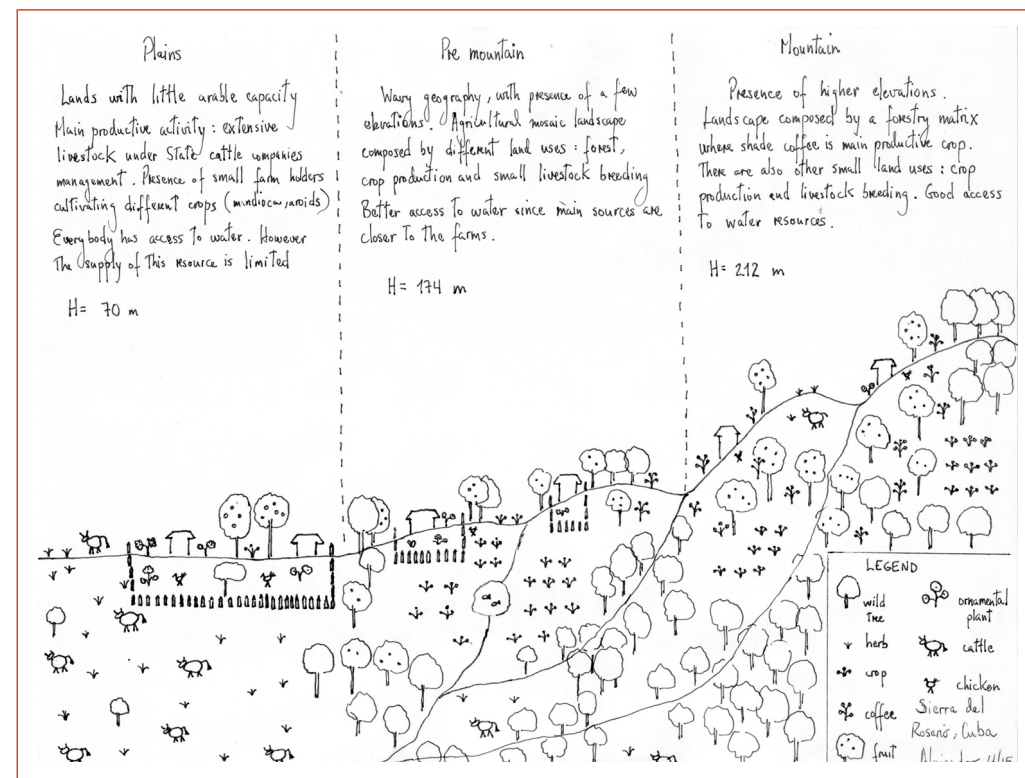 Plains
Lands with little arable capacity
Main productive activity : extensive
livestock under State cattle companies
management. Presence of small farm holders
cultivating different crops (mandioca, aroids)
Everybody has access to water. However
the supply of this resource is limited
H= 70 m
Pre mountain
Wavy geography, with presence of a few
elevations. Agricultural mosaic landscape
composed by different land uses : forest,
crop production and small livestock breeding
Better access to water since main sources are
closer to the farms.
H= 174 m
Mountain
Presence of higher elevations.
Landscape composed by a forestry matrix
where shade coffee is main productive crop.
There are also other small land uses : crop
production and livestock breeding. Good access
to water resources.
H= 212 m
LEGEND
wild
tree
herb
crop
coffee
fruit
ornamental
plant
cattle
chicken
Sierra del
Rosario, Cuba